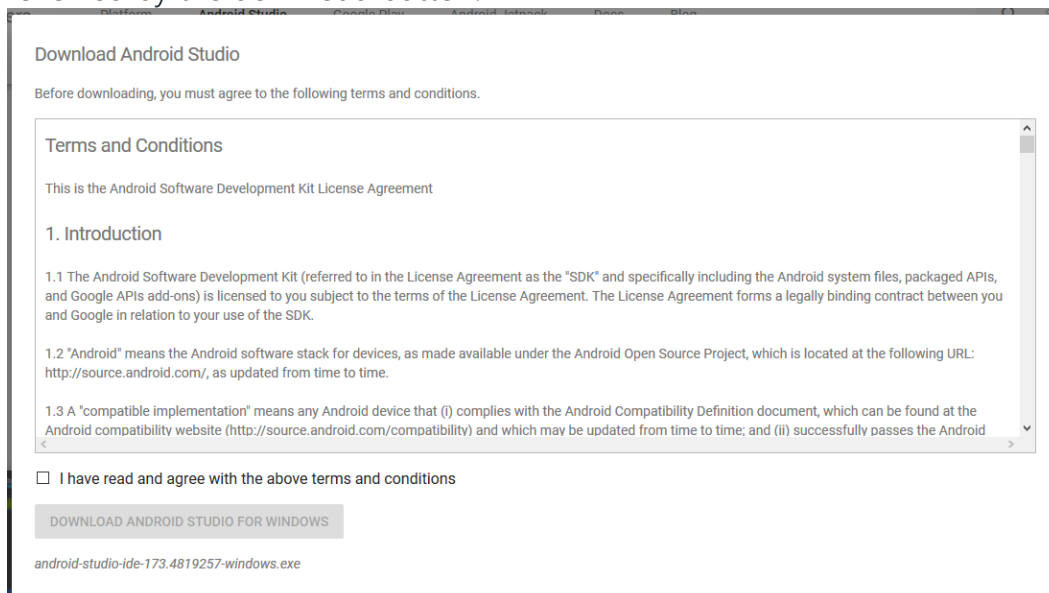 Platform Android Studio Google Play Android Jetpack Docs Blog
Download Android Studio
Before downloading, you must agree to the following terms and conditions.
Terms and Conditions
This is the Android Software Development Kit License Agreement
1. Introduction
1.1 The Android Software Development Kit (referred to in the License Agreement as the "SDK" and specifically including the Android system files, packaged APIs,
and Google APIs add-ons) is licensed to you subject to the terms of the License Agreement. The License Agreement forms a legally binding contract between you
and Google in relation to your use of the SDK.
1.2 "Android" means the Android software stack for devices, as made available under the Android Open Source Project, which is located at the following URL:
http://source.android.com/, as updated from time to time.
1.3 A "compatible implementation" means any Android device that (i) complies with the Android Compatibility Definition document, which can be found at the
Android compatibility website (http://source.android.com/compatibility) and which may be updated from time to time; and (ii) successfully passes the Android
I have read and agree with the above terms and conditions
DOWNLOAD ANDROID STUDIO FOR WINDOWS
android-studio-ide-173.4819257-windows.exe